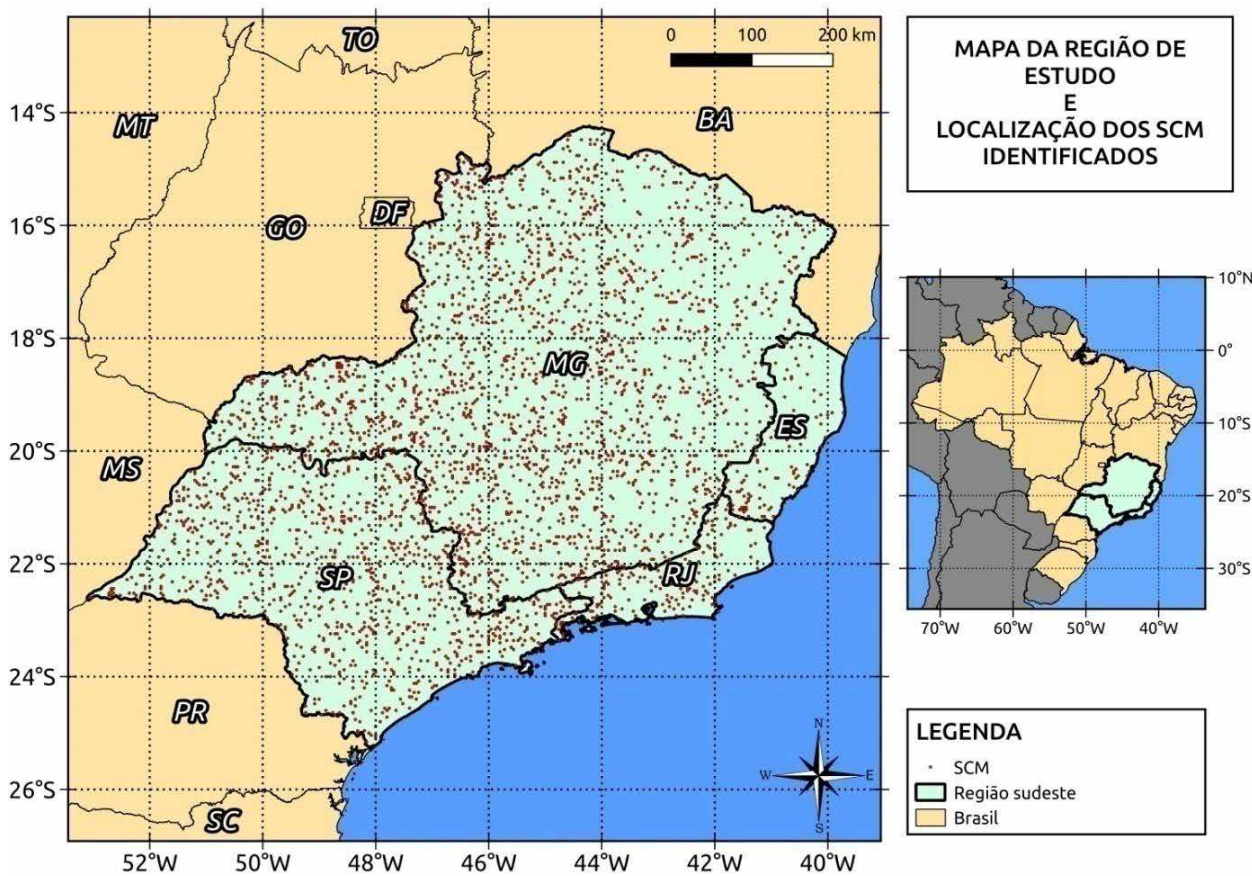 0 100 200 km
TO
MT
BA
DF
GO
MG
ES
MS
SP
RJ
PR
SC
14°S
16°S
18°S
20°S
22°S
24°S
26°S
52°W 50°W 48°W 46°W 44°W 42°W 40°W
N
W E
S
MAPA DA REGIÃO DE
ESTUDO
E
LOCALIZAÇÃO DOS SCM
IDENTIFICADOS
10°N
0°
10°S
20°S
30°S
70°W 60°W 50°W 40°W
LEGENDA
SCM
Região sudeste
Brasil